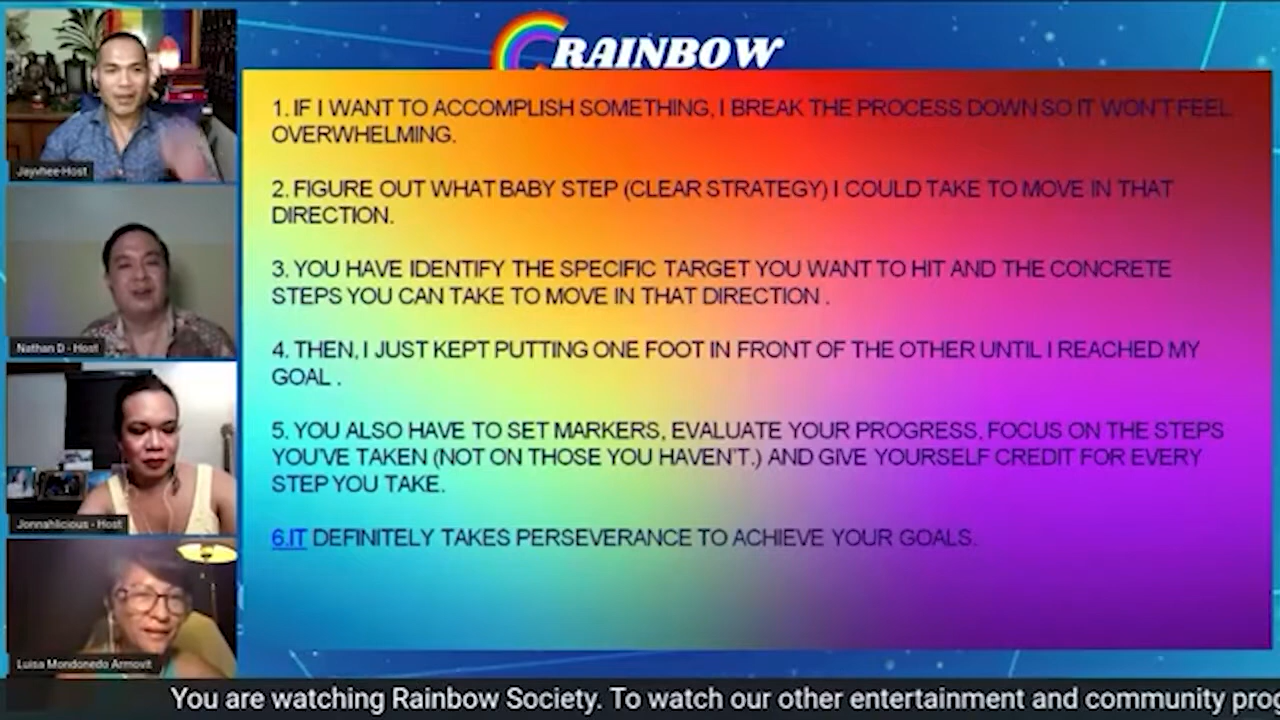 RAINBOW
1. IF I WANT TO ACCOMPLISH SOMETHING, I BREAK THE PROCESS DOWN SO IT WON'T FEEL
OVERWHELMING.
2. FIGURE OUT WHAT BABY STEP (CLEAR STRATEGY) I COULD TAKE TO MOVE IN THAT
DIRECTION.
3. YOU HAVE IDENTIFY THE SPECIFIC TARGET YOU WANT TO HIT AND THE CONCRETE
STEPS YOU CAN TAKE TO MOVE IN THAT DIRECTION .
4. THEN, I JUST KEPT PUTTING ONE FOOT IN FRONT OF THE OTHER UNTIL I REACHED MY
GOAL .
5. YOU ALSO HAVE TO SET MARKERS, EVALUATE YOUR PROGRESS, FOCUS ON THE STEPS
YOU'VE TAKEN (NOT ON THOSE YOU HAVEN'T.) AND GIVE YOURSELF CREDIT FOR EVERY
STEP YOU TAKE.
6.IT DEFINITELY TAKES PERSEVERANCE TO ACHIEVE YOUR GOALS.
Jayvhee-Host
Nathan D - Host
Jonnahlicious - Host
Luisa Mondonedo Armovit
You are watching Rainbow Society. To watch our other entertainment and community prog